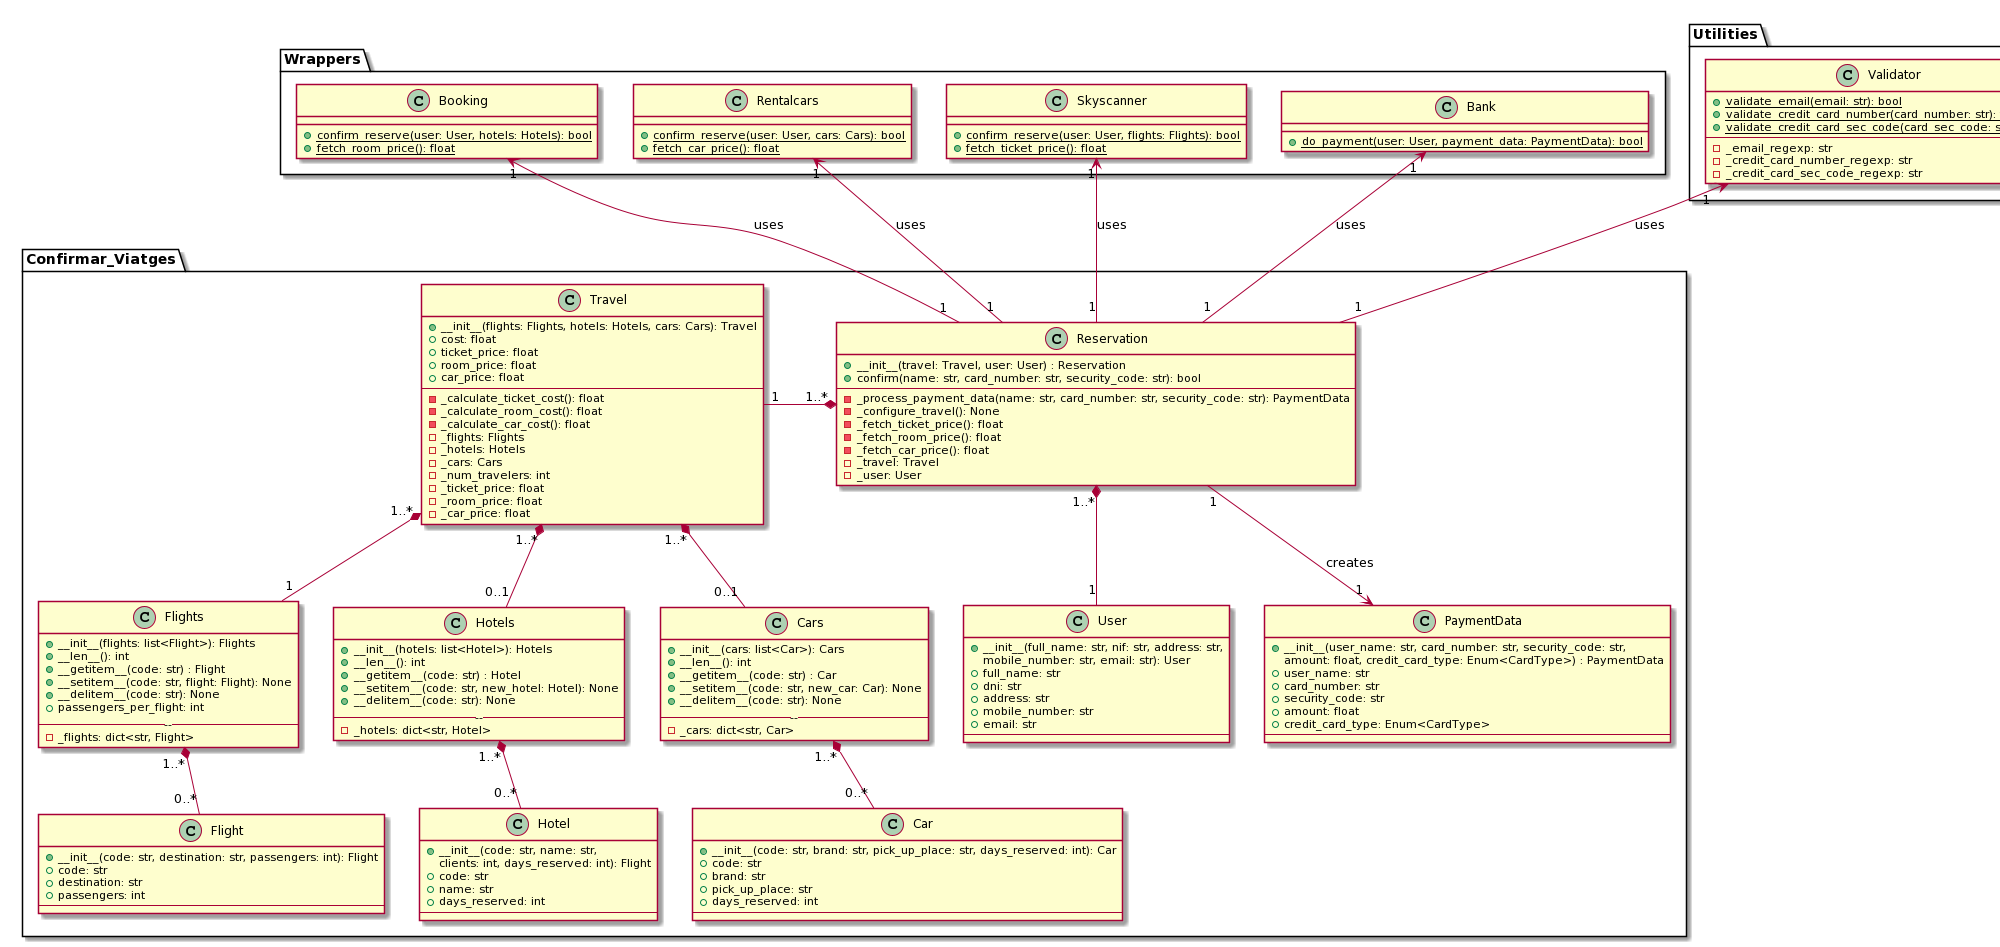 Utilities
Wrappers
Booking
confirm_reserve(user: User, hotels: Hotels): bool
fetch_room_price(): float
Rentalcars
confirm_reserve(user: User, cars: Cars): bool
fetch_car_price(): float
Skyscanner
confirm_reserve(user: User, flights: Flights): bool
fetch_ticket_price(): float
Bank
do_payment(user: User, payment_data: PaymentData): bool
Validator
validate_email(email: str): bool
validate_credit_card_number(card_number: str):
validate_credit_card_sec_code(card_sec_code: s
_email_regexp: str
_credit_card_number_regexp: str
_credit_card_sec_code_regexp: str
1
1
1
1
1
uses
uses
uses
uses
uses
1
1
1
1
1
Confirmar_Viatges
Travel
__init__(flights: Flights, hotels: Hotels, cars: Cars): Travel
cost: float
ticket_price: float
room_price: float
car_price: float
_calculate_ticket_cost(): float
_calculate_room_cost(): float
_calculate_car_cost(): float
_flights: Flights
_hotels: Hotels
_cars: Cars
_num_travelers: int
_ticket_price: float
_room_price: float
_car_price: float
1
1..*
Reservation
__init__(travel: Travel, user: User) : Reservation
confirm(name: str, card_number: str, security_code: str): bool
_process_payment_data(name: str, card_number: str, security_code: str): PaymentData
_configure_travel(): None
_fetch_ticket_price(): float
_fetch_room_price(): float
_fetch_car_price(): float
_travel: Travel
_user: User
1..*
1..*
1..*
1..*
1
creates
1
0..1
0..1
1
1
Flights
__init__(flights: list<Flight>): Flights
__len__(): int
__getitem__(code: str) : Flight
__setitem__(code: str, flight: Flight): None
__delitem__(code: str): None
passengers_per_flight: int
--
_flights: dict<str, Flight>
Hotels
__init__(hotels: list<Hotel>): Hotels
__len__(): int
__getitem__(code: str) : Hotel
__setitem__(code: str, new_hotel: Hotel): None
__delitem__(code: str): None
--
_hotels: dict<str, Hotel>
Cars
__init__(cars: list<Car>): Cars
__len__(): int
__getitem__(code: str) : Car
__setitem__(code: str, new_car: Car): None
__delitem__(code: str): None
--
_cars: dict<str, Car>
User
__init__(full_name: str, nif: str, address: str,
mobile_number: str, email: str): User
full_name: str
dni: str
address: str
mobile_number: str
email: str
PaymentData
__init__(user_name: str, card_number: str, security_code: str,
amount: float, credit_card_type: Enum<CardType>) : PaymentData
user_name: str
card_number: str
security_code: str
amount: float
credit_card_type: Enum<CardType>
1..*
1..*
1..*
0..*
0..*
0..*
Flight
__init__(code: str, destination: str, passengers: int): Flight
code: str
destination: str
passengers: int
Hotel
__init__(code: str, name: str,
clients: int, days_reserved: int): Flight
code: str
name: str
days_reserved: int
Car
__init__(code: str, brand: str, pick_up_place: str, days_reserved: int): Car
code: str
brand: str
pick_up_place: str
days_reserved: int